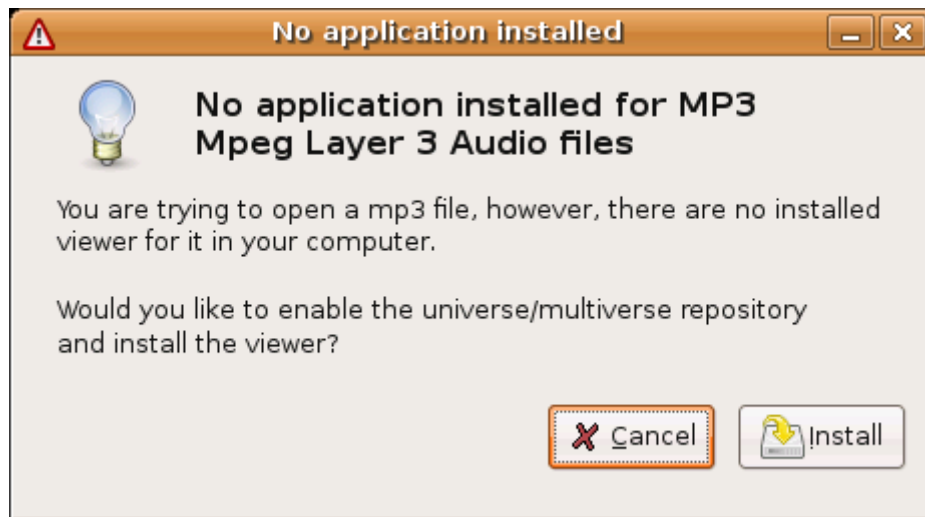 No application installed
No application installed for MP3
Mpeg Layer 3 Audio files
You are trying to open a mp3 file, however, there are no installed
viewer for it in your computer.
Would you like to enable the universe/multiverse repository
and install the viewer?
Cancel
Install